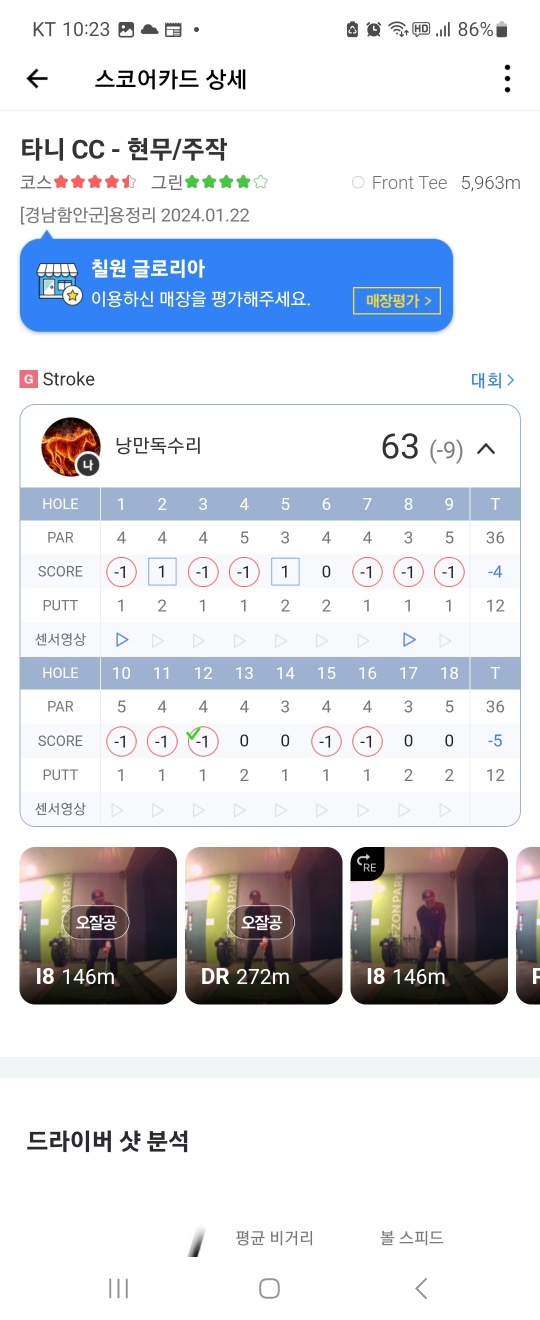 KT 10:23 HD 86%
스코어카드 상세
타니 CC - 현무/주작
코스 그린 Front Tee 5,963m
[경남함안군]용정리 2024.01.22
칠원 글로리아
이용하신 매장을 평가해주세요. 매장평가 >
G Stroke 대회 >
낭만독수리 63 (-9)
나
HOLE 1 2 3 4 5 6 7 8 9 T
PAR 4 4 4 5 3 4 4 3 5 36
SCORE -1 1 -1 -1 1 0 -1 -1 -1 -4
PUTT 1 2 1 1 2 2 1 1 1 12
센서영상
HOLE 10 11 12 13 14 15 16 17 18 T
PAR 5 4 4 4 3 4 4 3 5 36
SCORE -1 -1 -1 0 0 -1 -1 0 0 -5
PUTT 1 1 1 2 1 1 1 2 2 12
센서영상
RE
오잘공 오잘공
I8 146m DR 272m I8 146m
드라이버 샷 분석
평균 비거리 볼 스피드